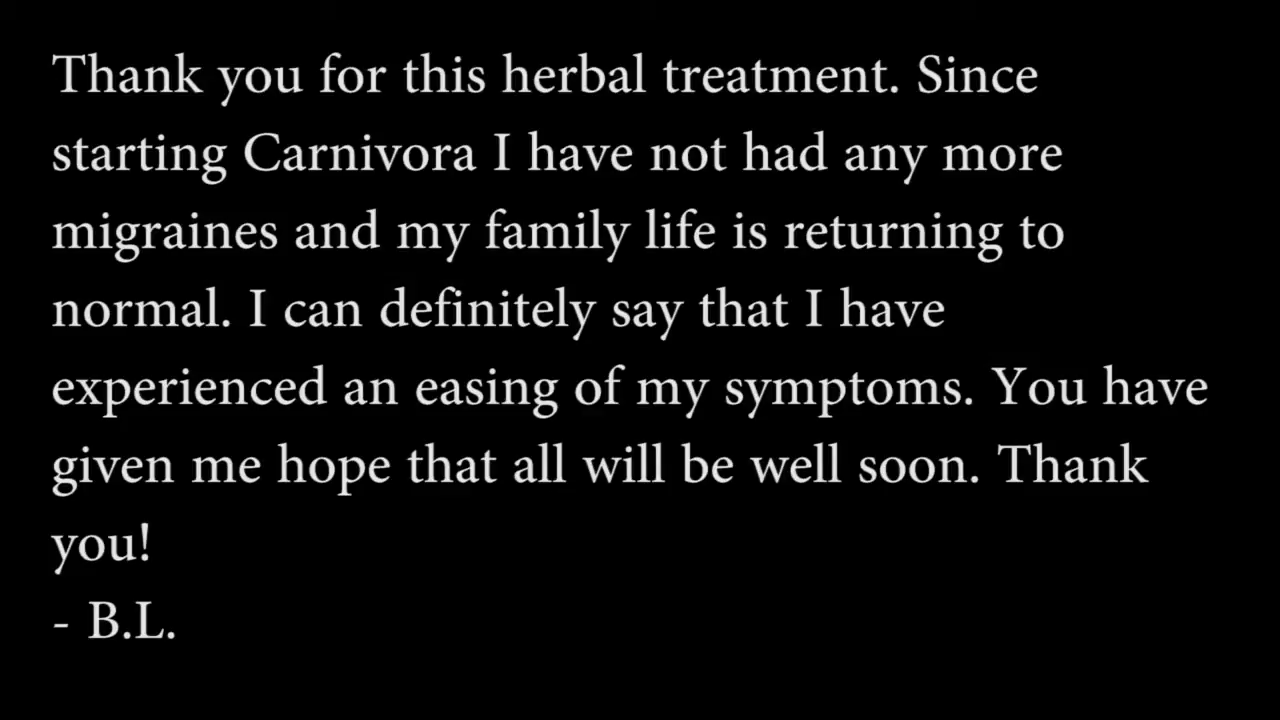 Thank you for this herbal treatment. Since
starting Carnivora I have not had any more
migraines and my family life is returning to
normal. I can definitely say that I have
experienced an easing of my symptoms. You have
given me hope that all will be well soon. Thank
you!
- B.L.